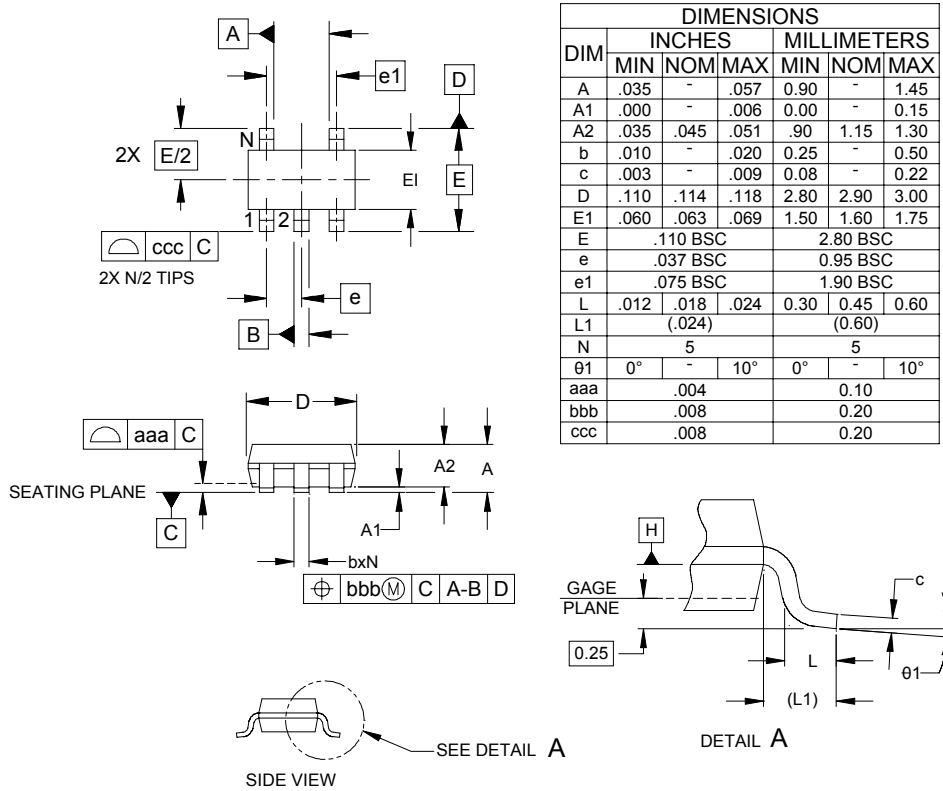 A
e1
D
N
2X E/2
EI
E
1 2
ccc C
2X N/2 TIPS
e
B
D
aaa C
A2 A
SEATING PLANE
C
A1
bxN
bbb Ⓜ C A-B D
SEE DETAIL A
SIDE VIEW
DIMENSIONS
DIM INCHES MILLIMETERS
MIN NOM MAX MIN NOM MAX
A .035 - .057 0.90 - 1.45
A1 .000 - .006 0.00 - 0.15
A2 .035 .045 .051 .90 1.15 1.30
b .010 - .020 0.25 - 0.50
c .003 - .009 0.08 - 0.22
D .110 .114 .118 2.80 2.90 3.00
E1 .060 .063 .069 1.50 1.60 1.75
E .110 BSC 2.80 BSC
e .037 BSC 0.95 BSC
e1 .075 BSC 1.90 BSC
L .012 .018 .024 0.30 0.45 0.60
L1 (.024) (0.60)
N 5 5
θ1 0° - 10° 0° - 10°
aaa .004 0.10
bbb .008 0.20
ccc .008 0.20
H
GAGE
PLANE
0.25
c
L
θ1
(L1)
DETAIL A